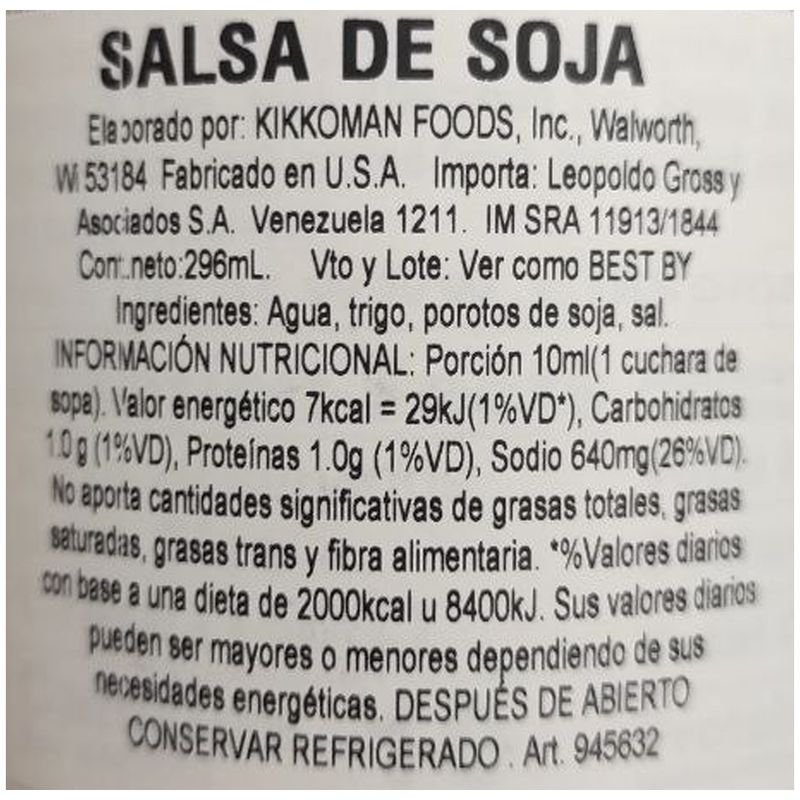 SALSA DE SOJA
Elaborado por: KIKKOMAN FOODS, Inc., Walworth,
WI 53184 Fabricado en U.S.A. Importa: Leopoldo Gross y
Asociados S.A. Venezuela 1211. IM SRA 11913/1844
Cont.neto:296mL. Vto y Lote: Ver como BEST BY
Ingredientes: Agua, trigo, porotos de soja, sal.
INFORMACIÓN NUTRICIONAL: Porción 10ml(1 cuchara de
sopa). Valor energético 7kcal = 29kJ(1%VD*), Carbohidratos
1.0 g (1%VD), Proteínas 1.0g (1%VD), Sodio 640mg(26%VD).
No aporta cantidades significativas de grasas totales, grasas
saturadas, grasas trans y fibra alimentaria. *%Valores diarios
con base a una dieta de 2000kcal u 8400kJ. Sus valores diarios
pueden ser mayores o menores dependiendo de sus
necesidades energéticas. DESPUÉS DE ABIERTO
CONSERVAR REFRIGERADO . Art. 945632